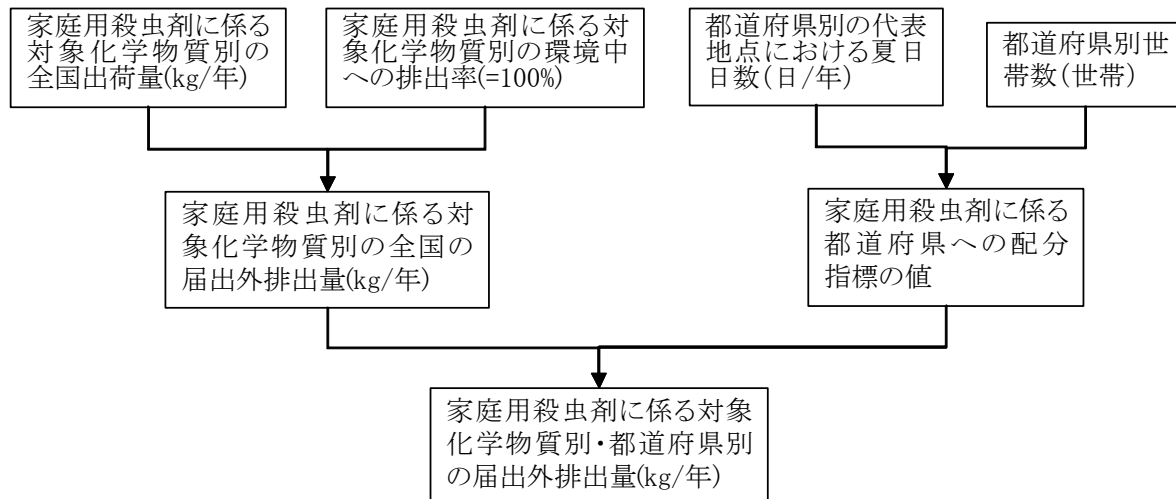 家庭用殺虫剤に係る
対象化学物質別の
全国出荷量(kg/年)
家庭用殺虫剤に係る対
象化学物質別の環境中
への排出率(=100%)
都道府県別の代表
地点における夏日
日数(日/年)
都道府県別世
帯数(世帯)
家庭用殺虫剤に係る対
象化学物質別の全国の
届出外排出量(kg/年)
家庭用殺虫剤に係る
都道府県への配分
指標の値
家庭用殺虫剤に係る対象
化学物質別・都道府県別
の届出外排出量(kg/年)